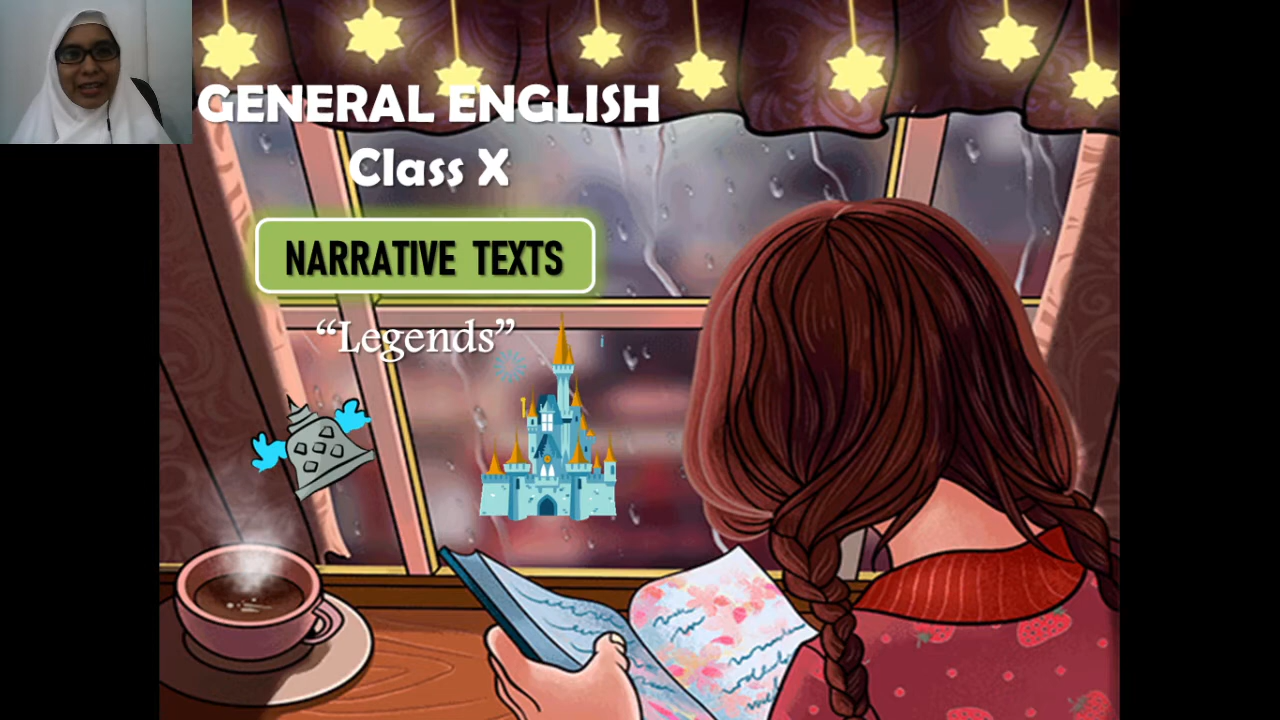 GENERAL ENGLISH
Class X
NARRATIVE TEXTS
“Legends”